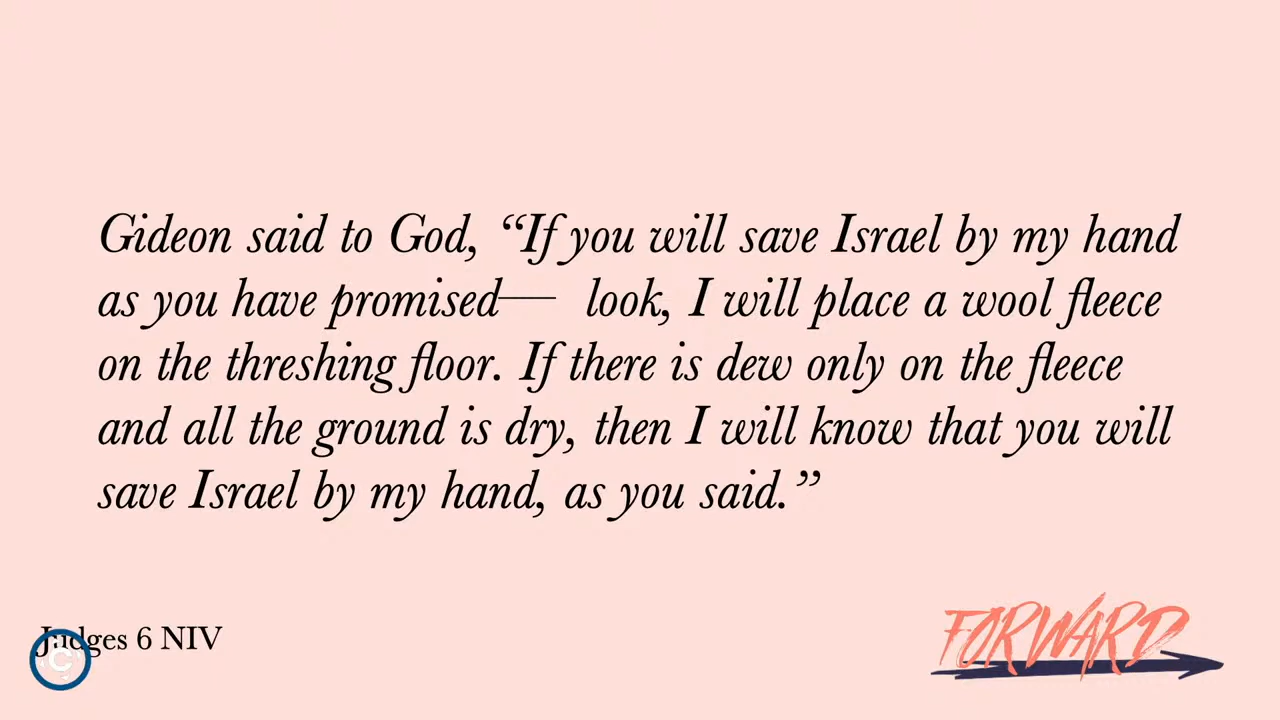 Gideon said to God, “If you will save Israel by my hand
as you have promised— look, I will place a wool fleece
on the threshing floor. If there is dew only on the fleece
and all the ground is dry, then I will know that you will
save Israel by my hand, as you said.”
Judges 6 NIV
C
FORWARD